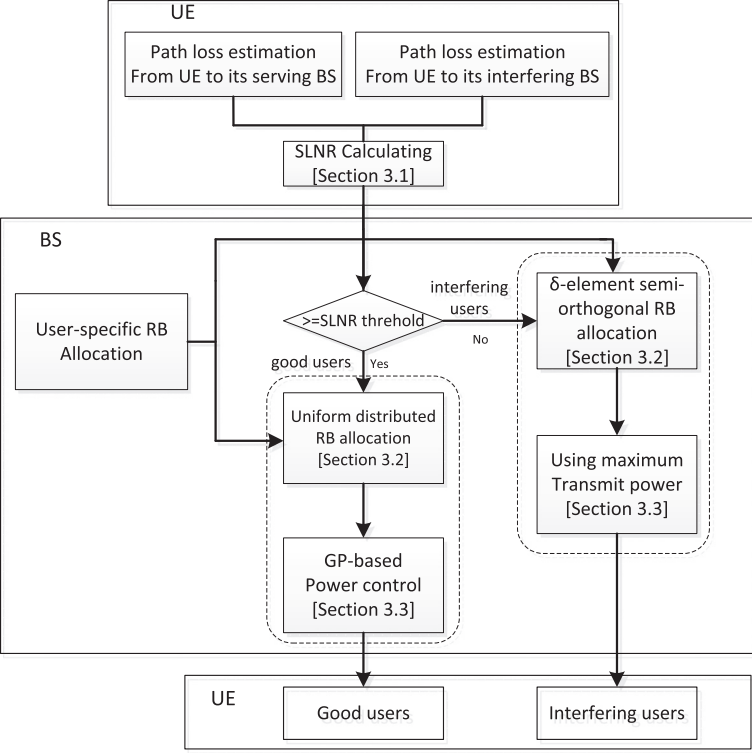 UE
Path loss estimation
From UE to its serving BS
Path loss estimation
From UE to its interfering BS
SLNR Calculating
[Section 3.1]
BS
User-specific RB
Allocation
>=SLNR threhold
interfering
users
No
good users
Yes
δ-element semi-
orthogonal RB
allocation
[Section 3.2]
Uniform distributed
RB allocation
[Section 3.2]
Using maximum
Transmit power
[Section 3.3]
GP-based
Power control
[Section 3.3]
UE
Good users
Interfering users